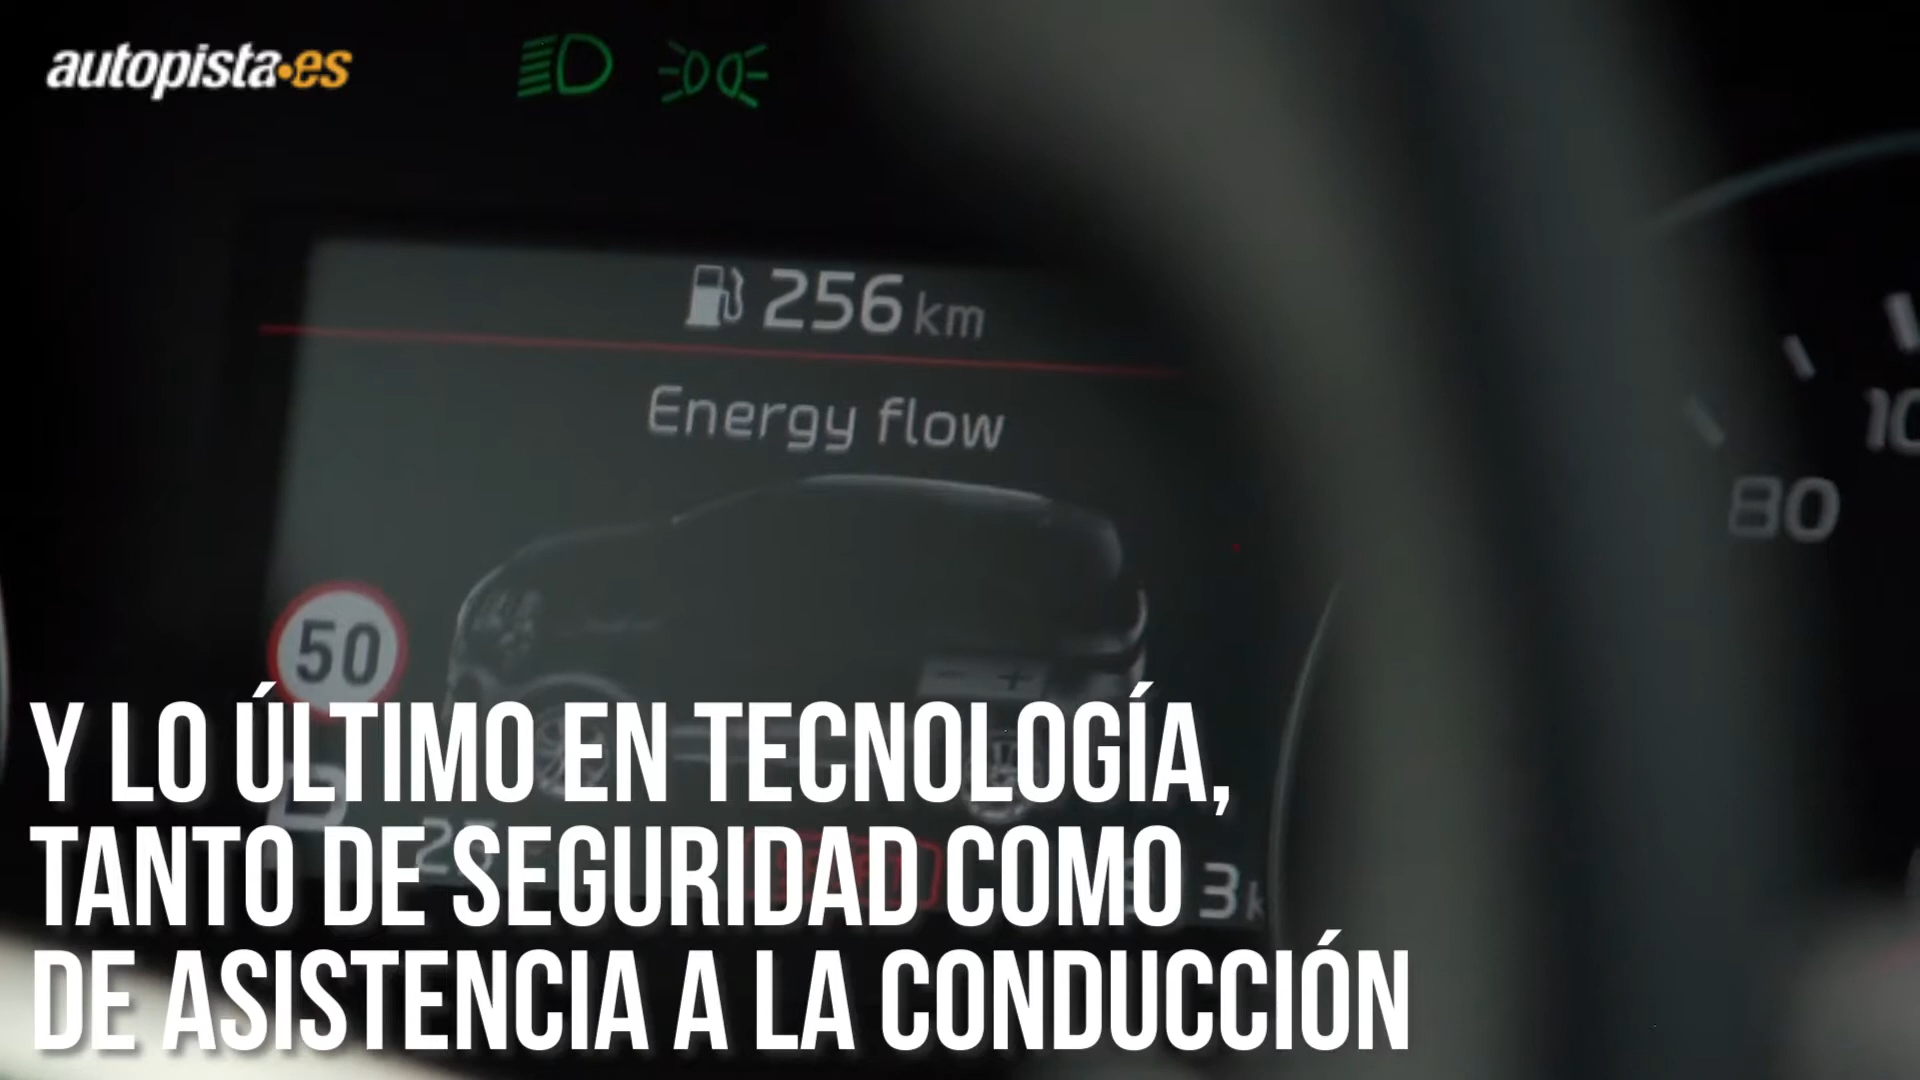 autopista.es
256 km
Energy flow
80
50
Y LO ÚLTIMO EN TECNOLOGÍA,
TANTO DE SEGURIDAD COMO
DE ASISTENCIA A LA CONDUCCIÓN